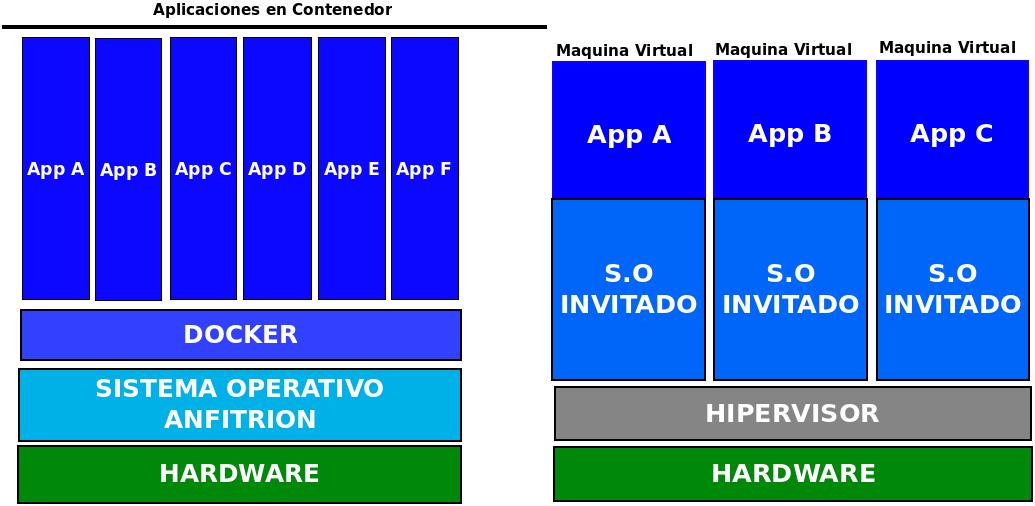 Aplicaciones en Contenedor
App A
App B
App C
App D
App E
App F
DOCKER
SISTEMA OPERATIVO
ANFITRION
HARDWARE
Maquina Virtual
Maquina Virtual
Maquina Virtual
App A
App B
App C
S.O
INVITADO
S.O
INVITADO
S.O
INVITADO
HIPERVISOR
HARDWARE